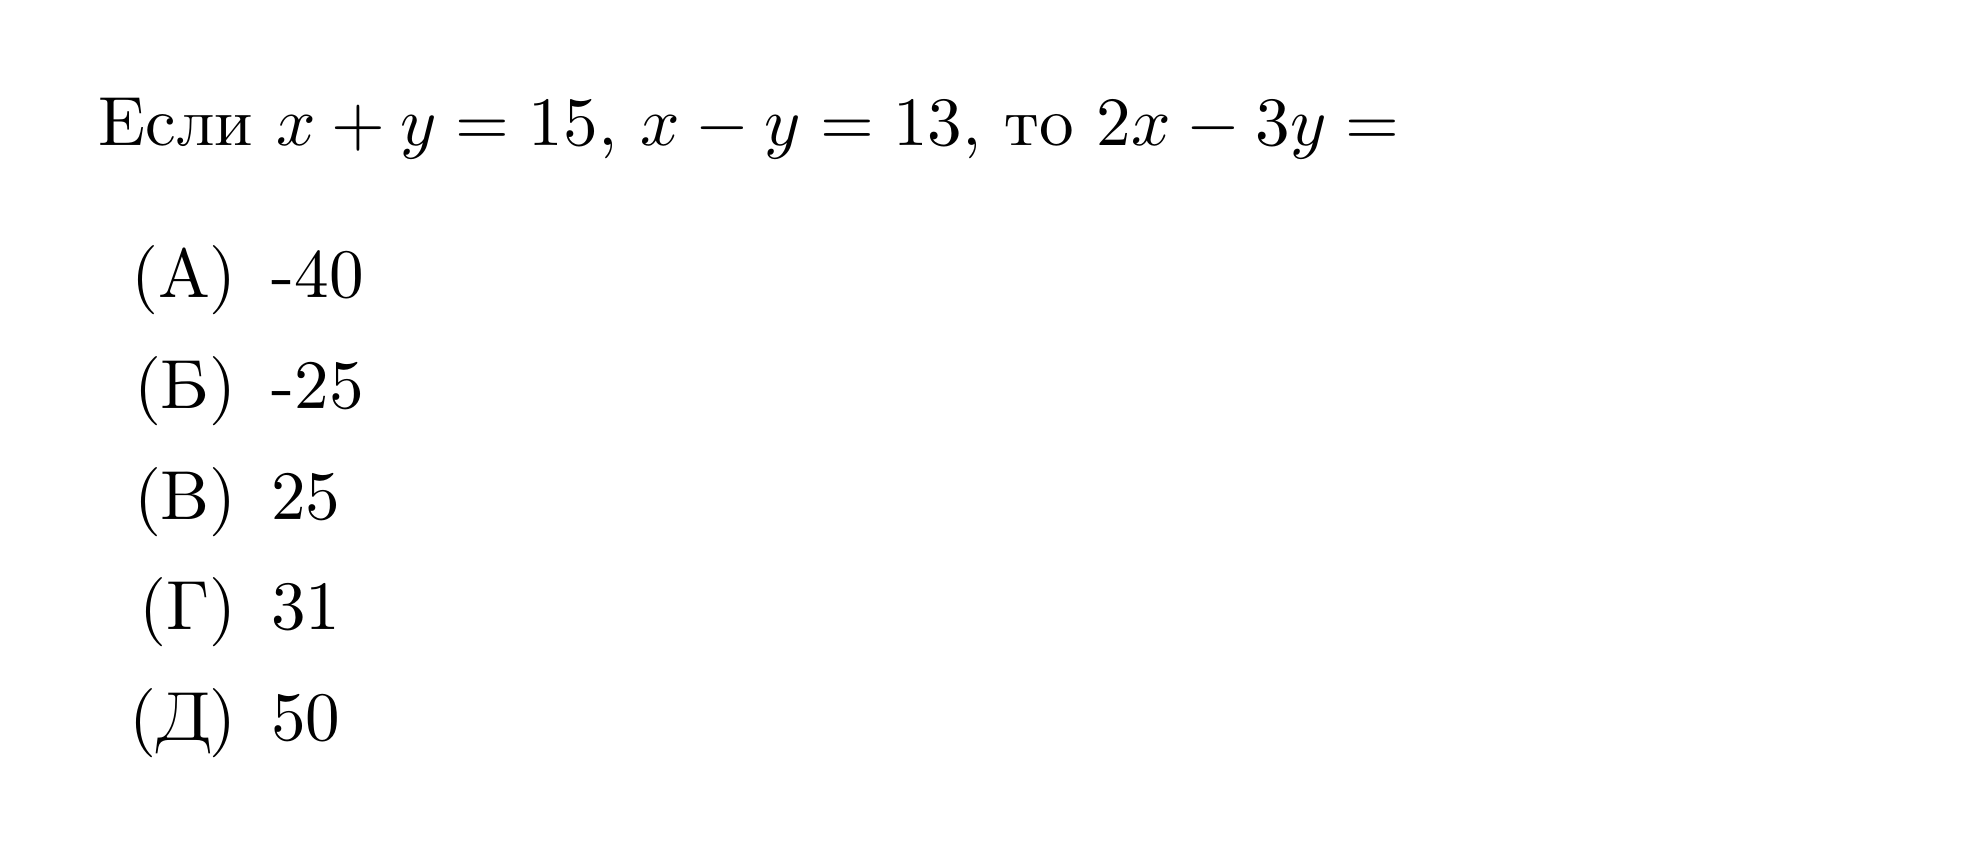 Если x + y = 15, x − y = 13, то 2x − 3y =
(А) -40
(Б) -25
(В) 25
(Г) 31
(Д) 50